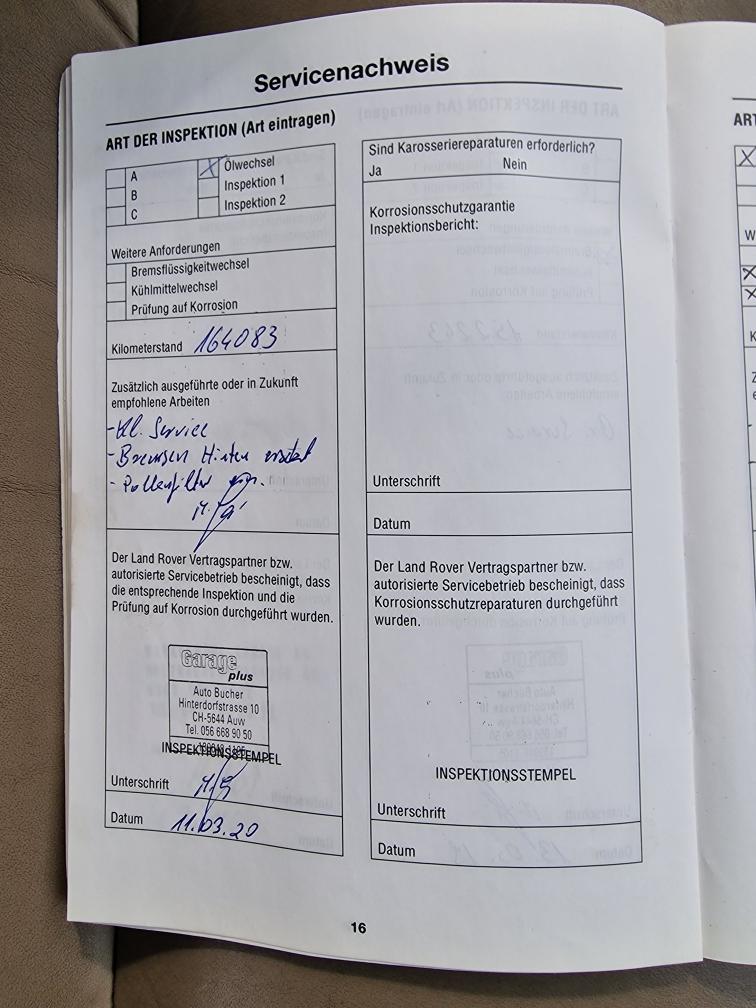 Servicenachweis
ART DER INSPEKTION (Art eintragen)
A
B
C
X Ölwechsel
Inspektion 1
Inspektion 2
Weitere Anforderungen
Bremsflüssigkeitwechsel
Kühlmittelwechsel
Prüfung auf Korrosion
Kilometerstand 164083
Zusätzlich ausgeführte oder in Zukunft
empfohlene Arbeiten
-Kl. Service
-Bremsen Hinten ersetzt
- Pollenfilter
Der Land Rover Vertragspartner bzw.
autorisierte Servicebetrieb bescheinigt, dass
die entsprechende Inspektion und die
Prüfung auf Korrosion durchgeführt wurden.
Garage
plus
Auto Bucher
Hinterdorfstrasse 10
CH-5644 Auw
Tel. 056 668 90 50
INSPEKTIONSSTEMPEL
Unterschrift
Datum 11.03.20
Sind Karosseriereparaturen erforderlich?
Ja Nein
Korrosionsschutzgarantie
Inspektionsbericht:
Unterschrift
Datum
Der Land Rover Vertragspartner bzw.
autorisierte Servicebetrieb bescheinigt, dass
Korrosionsschutzreparaturen durchgeführt
wurden.
INSPEKTIONSSTEMPEL
Unterschrift
Datum
16
ART
X
W
X
X
K
Z